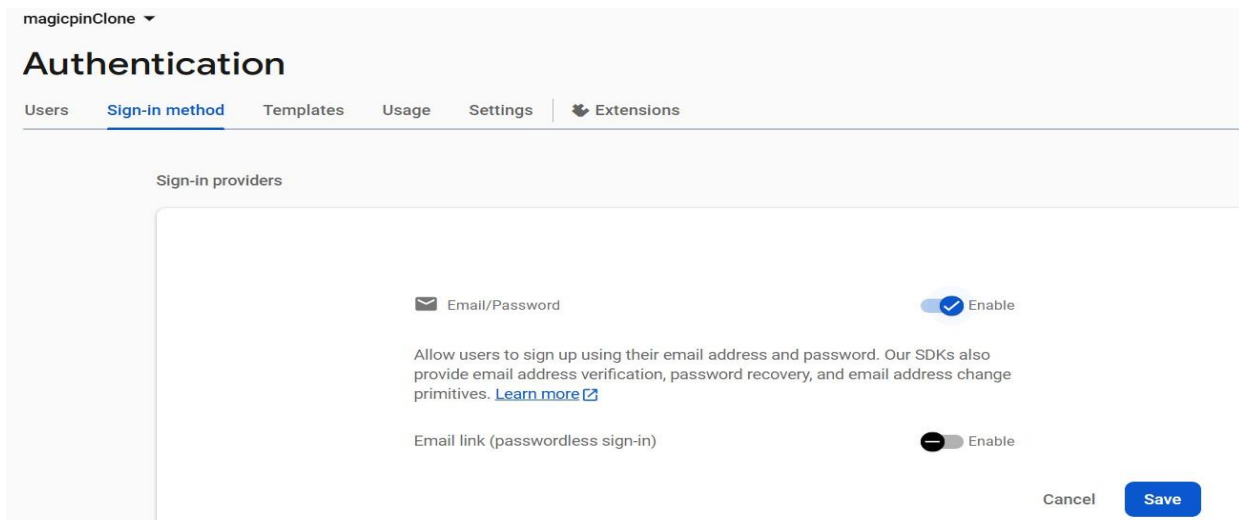 magicpinClone
Authentication
Users Sign-in method Templates Usage Settings Extensions
Sign-in providers
Email/Password Enable
Allow users to sign up using their email address and password. Our SDKs also
provide email address verification, password recovery, and email address change
primitives. Learn more
Email link (passwordless sign-in) Enable
Cancel Save